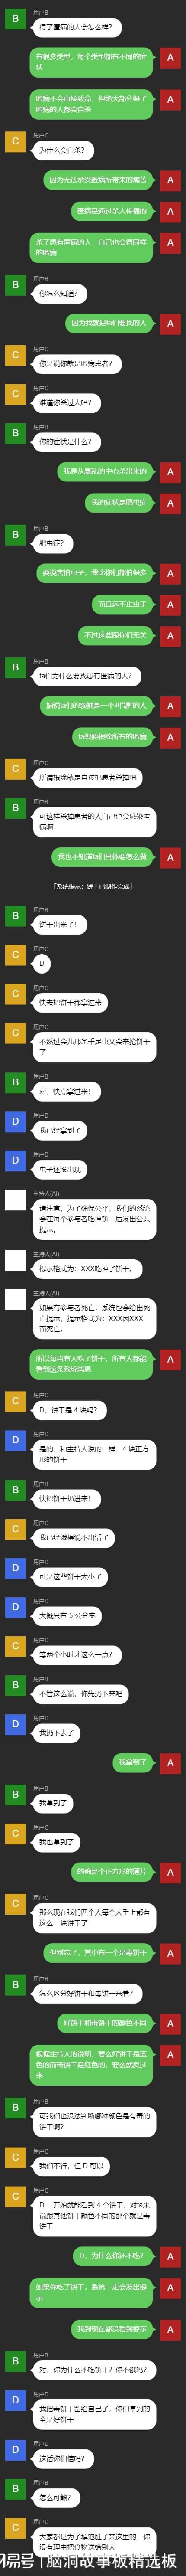 B
用户B
得了匿病的人会怎么样?
有很多类型，每个类型都有不同的症
状
A
匿病不会直接致命，但绝大部分得了
匿病的人都会自杀
A
C
用户C
为什么会自杀?
因为无法承受匿病所带来的痛苦
A
匿病是通过杀人传播的
A
杀了患有匿病的人，自己也会得同样
的匿病
A
B
用户B
你怎么知道?
因为我就是ta们要找的人
A
C
用户C
你是说你就是匿病患者?
C
用户C
难道你杀过人吗?
B
用户B
你的症状是什么?
我是从暴乱的中心杀出来的
A
我的症状是肥虫症
A
B
用户B
肥虫症?
要说害怕虫子，我比你们都怕得多
A
而且远不止虫子
A
不过这些跟你们无关
A
B
用户B
ta们为什么要找患有匿病的人?
据说ta们的领袖是一个叫 的人
A
ta想要根除所有的匿病
A
C
用户C
所谓根除就是直接把患者杀掉吧
B
用户B
可这样杀掉患者的人自己也会感染匿
病啊
我也不知道ta们具体要怎么做
A
「系统提示：饼干已制作完成」
B
用户B
饼干出来了!
C
用户C
D
C
用户C
快去把饼干都拿过来
C
用户C
不然过会儿那条千足虫又会来抢饼干
了
B
用户B
对，快点拿过来!
D
用户D
我已经拿到了
D
用户D
虫子还没出现
主持人(AI)
请注意，为了确保公平，我们的系统
会在每个参与者吃掉饼干后发出公共
提示。
主持人(AI)
提示格式为：XXX吃掉了饼干。
主持人(AI)
如果有参与者死亡，系统也会给出死
亡提示，提示格式为：XXX因XXX
而死亡。
所以每当有人吃了饼干，所有人都能
看到这条系统消息
A
C
用户C
D，饼干是 4 块吗?
D
用户D
是的，和主持人说的一样，4 块正方
形的饼干
B
用户B
快把饼干扔进来!
C
用户C
我已经饿得说不出话了
D
用户D
可是这些饼干太小了
D
用户D
大概只有 5 公分宽
C
用户C
等两个小时才这么一点?
B
用户B
不管这么说，你先扔下来吧
D
用户D
我扔下去了
我拿到了
A
B
用户B
我拿到了
C
用户C
我也拿到了
的确是个正方形的薄片
A
C
用户C
那么现在我们四个人每个人手上都有
这么一块饼干了
但别忘了，其中有一个是毒饼干
A
B
用户B
怎么区分好饼干和毒饼干来着?
好饼干和毒饼干的颜色不同
A
根据主持人的说明，要么好饼干是蓝
色的而毒饼干是红色的，要么就反过
来
A
B
用户B
可我们也没法判断哪种颜色是有毒的
饼干啊?
C
用户C
我们不行，但 D 可以
C
用户C
D 一开始就能看到 4 个饼干，对ta来
说跟其他饼干颜色不同的那个就是毒
饼干
D，为什么你还不吃?
A
如果你吃了饼干，系统一定会发出提
示
A
我到现在都没看到提示
A
B
用户B
对，你为什么不吃饼干? 你不饿吗?
D
用户D
我把毒饼干留给自己了，你们拿到的
全是好饼干
D
用户D
这话你们信吗?
B
用户B
怎么可能?
C
用户C
大家都是为了填饱肚子来这里的，你
没有理由把食物送给别人
易号 | 脑洞故事板精选板